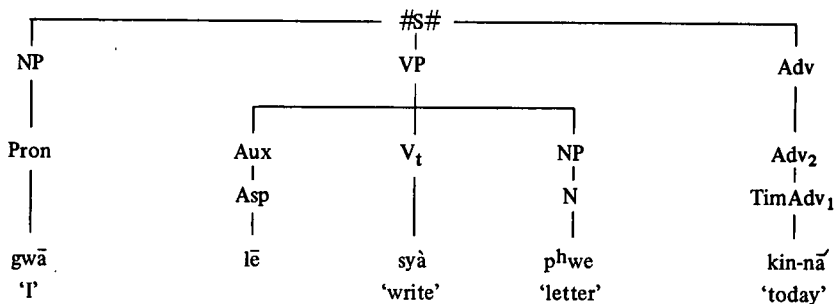 #S#
NP VP Adv
Pron Aux Vt NP Adv₂
Asp N TimAdv₁
gwā lē syà pʰwe kin-nā́
'I' 'write' 'letter' 'today'